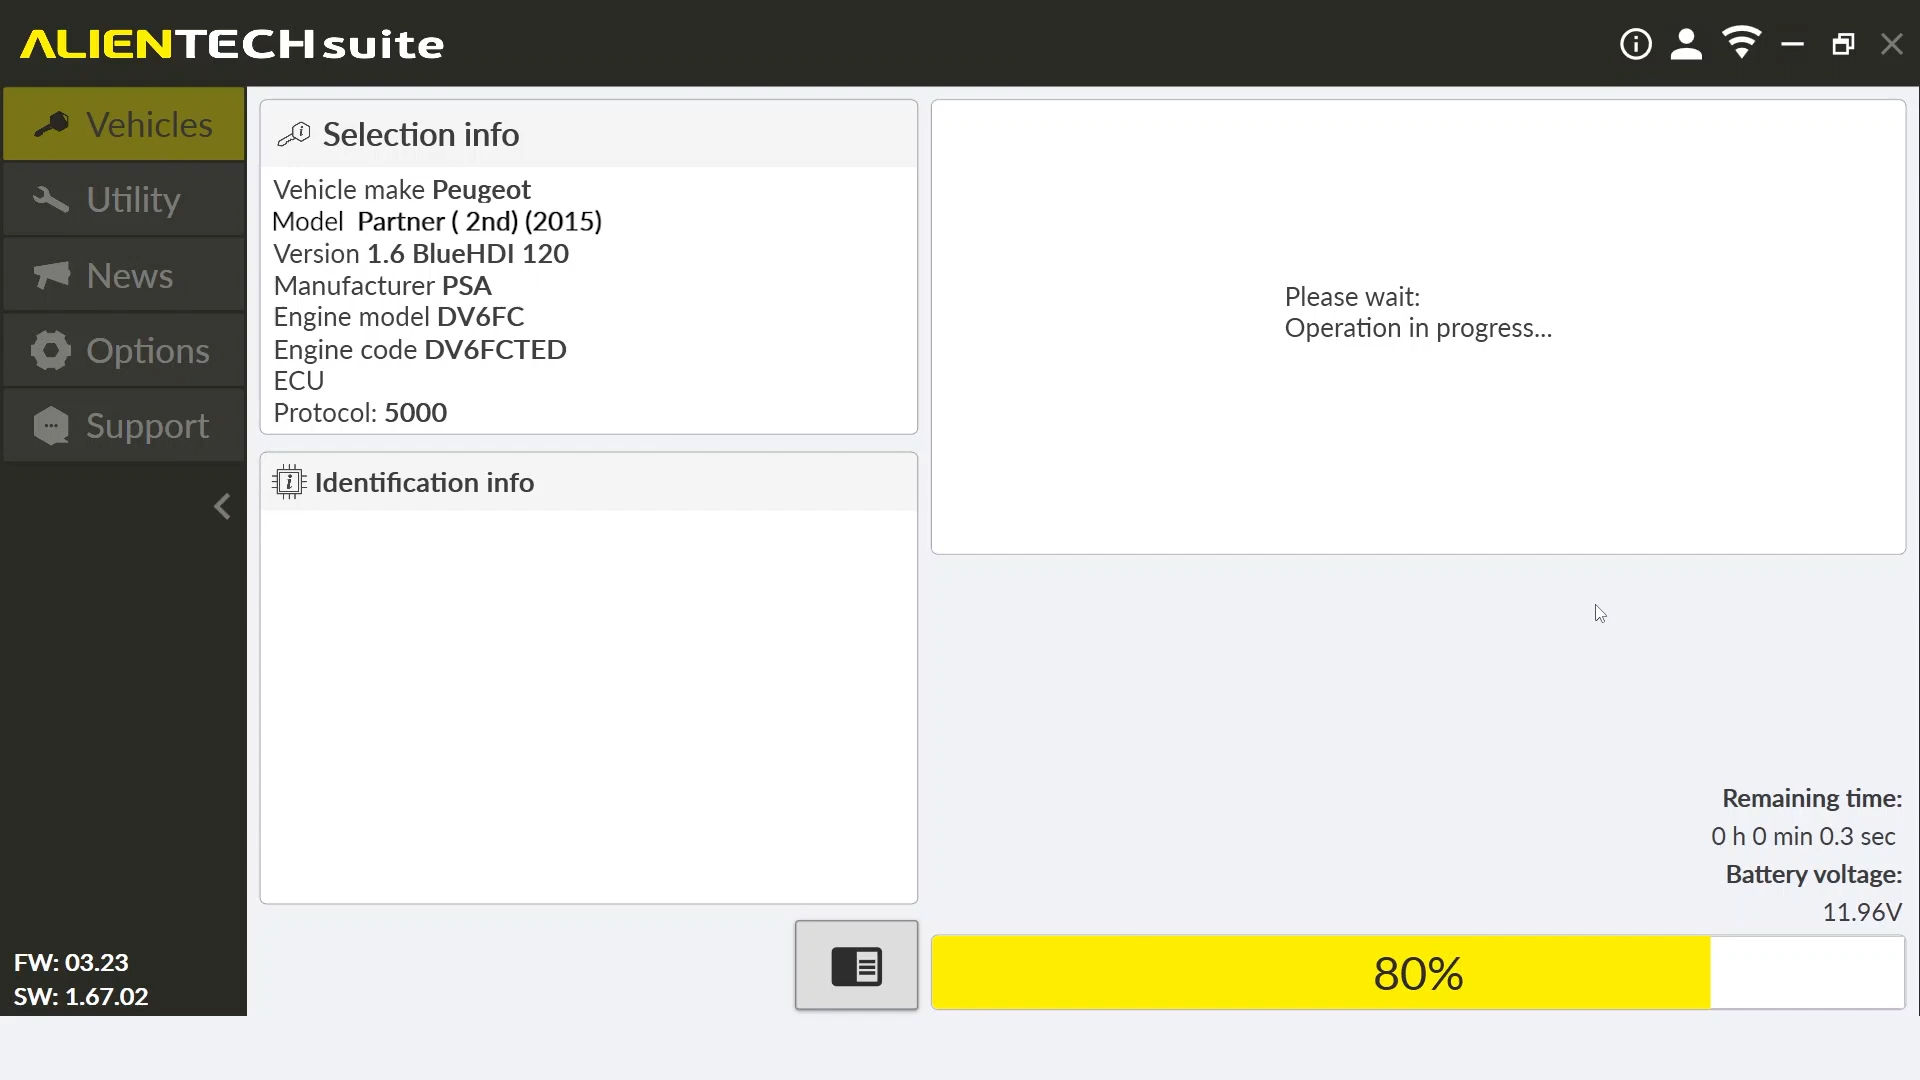 ALIENTECH suite
Vehicles
Utility
News
Options
Support
FW: 03.23
SW: 1.67.02
Selection info
Vehicle make Peugeot
Model Partner ( 2nd) (2015)
Version 1.6 BlueHDI 120
Manufacturer PSA
Engine model DV6FC
Engine code DV6FCTED
ECU
Protocol: 5000
Identification info
Please wait:
Operation in progress...
Remaining time:
0 h 0 min 0.3 sec
Battery voltage:
11.96V
80%